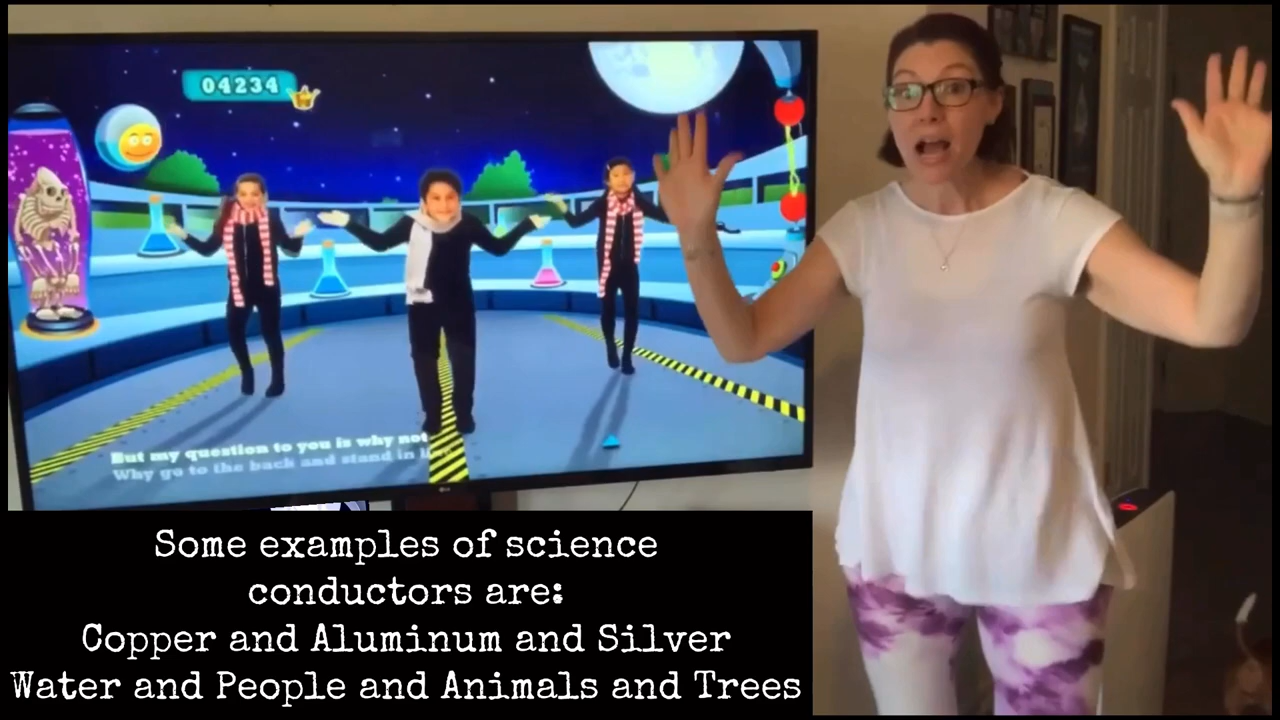 04234
But my question to you is why not
Why go to the back and stand in
LG
Some examples of science
conductors are:
Copper and Aluminum and Silver
Water and People and Animals and Trees